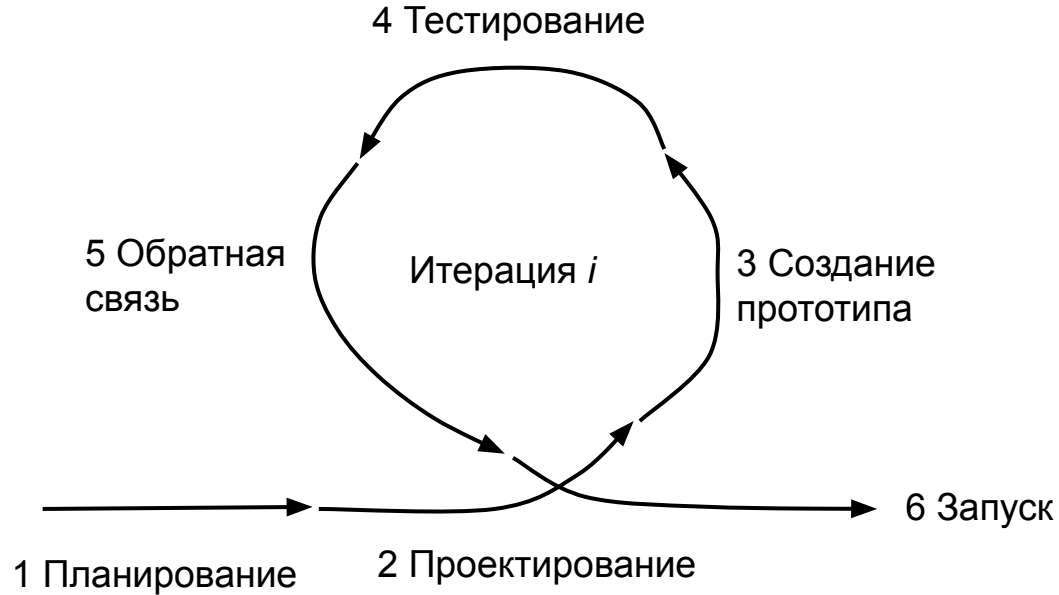 4 Тестирование
5 Обратная
связь
Итерация i
3 Создание
прототипа
6 Запуск
1 Планирование
2 Проектирование